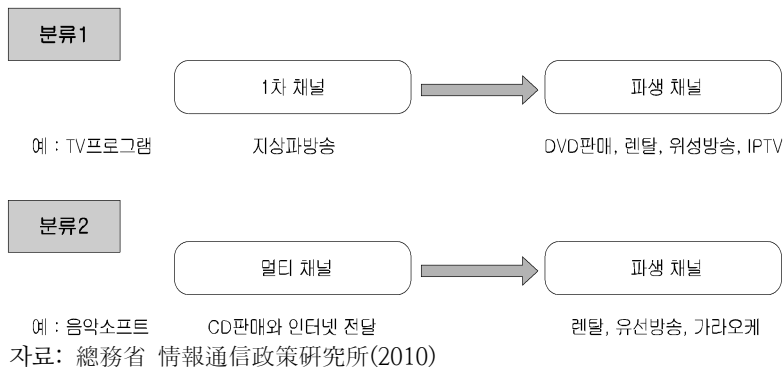 분류1
1차 채널 파생 채널
예 : TV프로그램 지상파방송 DVD판매, 렌탈, 위성방송, IPTV
분류2
멀티 채널 파생 채널
예 : 음악소프트 CD판매와 인터넷 전달 렌탈, 유선방송, 가라오케
자료: 總務省 情報通信政策硏究所(2010)